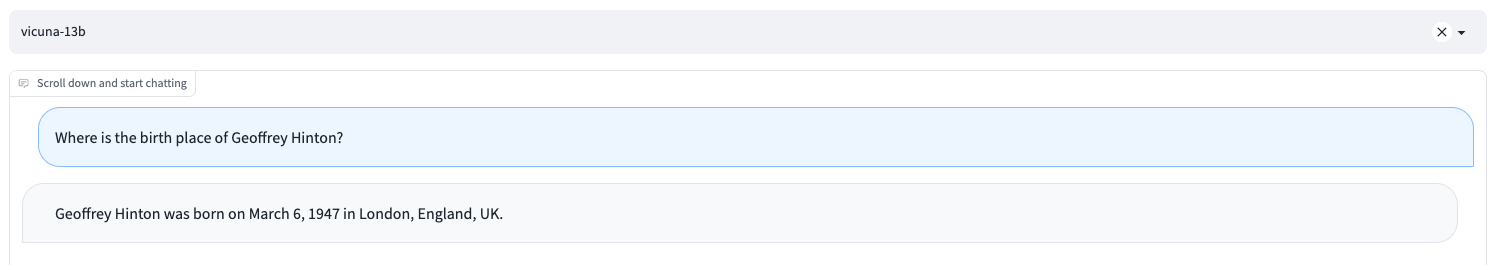 vicuna-13b
Scroll down and start chatting
Where is the birth place of Geoffrey Hinton?
Geoffrey Hinton was born on March 6, 1947 in London, England, UK.